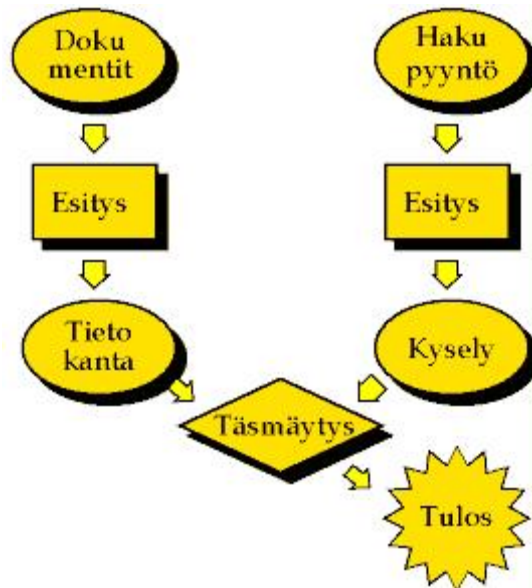 Doku
mentit
Haku
pyyntö
Esitys
Esitys
Tieto
kanta
Kysely
Täsmäytys
Tulos